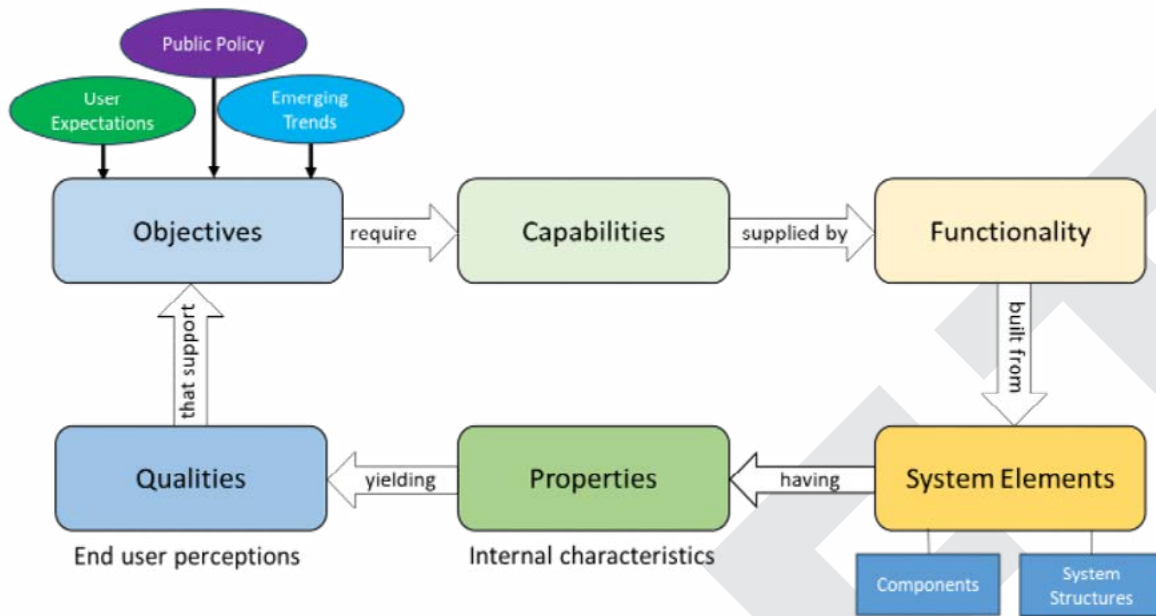 Public Policy
User
Expectations
Emerging
Trends
Objectives
require
Capabilities
supplied by
Functionality
that support
built from
Qualities
yielding
Properties
having
System Elements
End user perceptions
Internal characteristics
Components
System
Structures